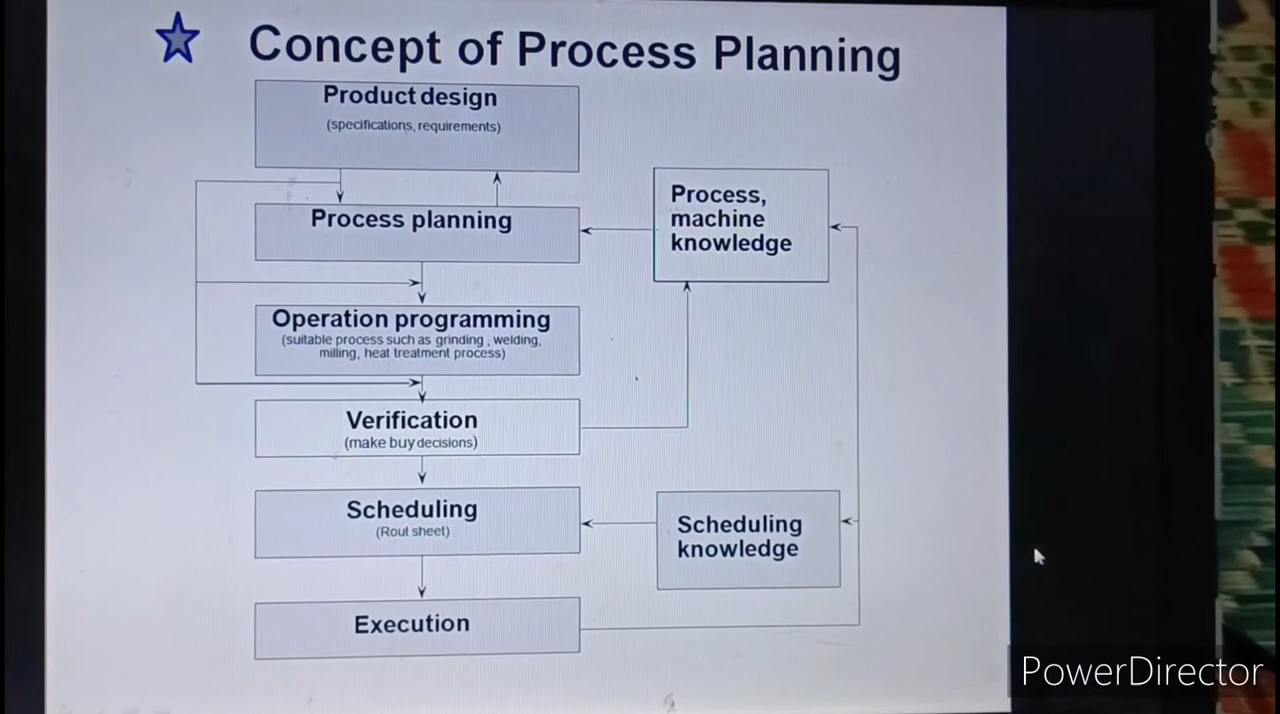 Concept of Process Planning
Product design
(specifications, requirements)
Process planning
Process,
machine
knowledge
Operation programming
(suitable process such as grinding , welding,
milling, heat treatment process)
Verification
(make buy decisions)
Scheduling
(Rout sheet)
Scheduling
knowledge
Execution
PowerDirector